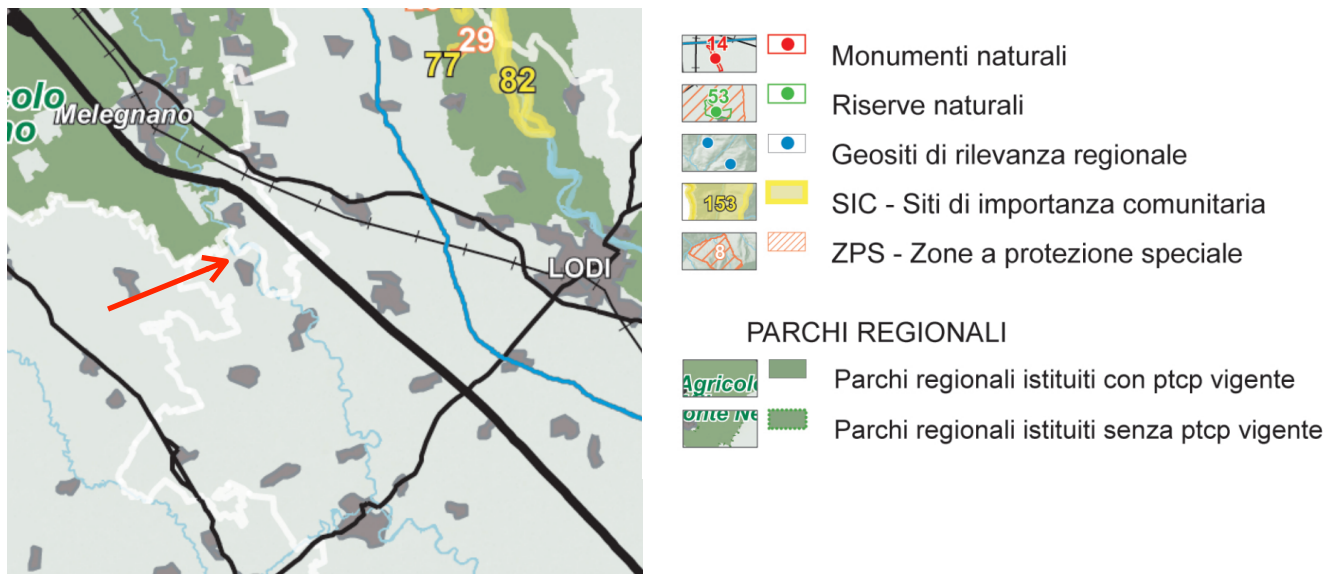 29
77
82
colo
no
Melegnano
LODI
14
Monumenti naturali
53
Riserve naturali
Geositi di rilevanza regionale
153
SIC - Siti di importanza comunitaria
8
ZPS - Zone a protezione speciale
PARCHI REGIONALI
Agricolo
Parchi regionali istituiti con ptcp vigente
onte Ne
Parchi regionali istituiti senza ptcp vigente